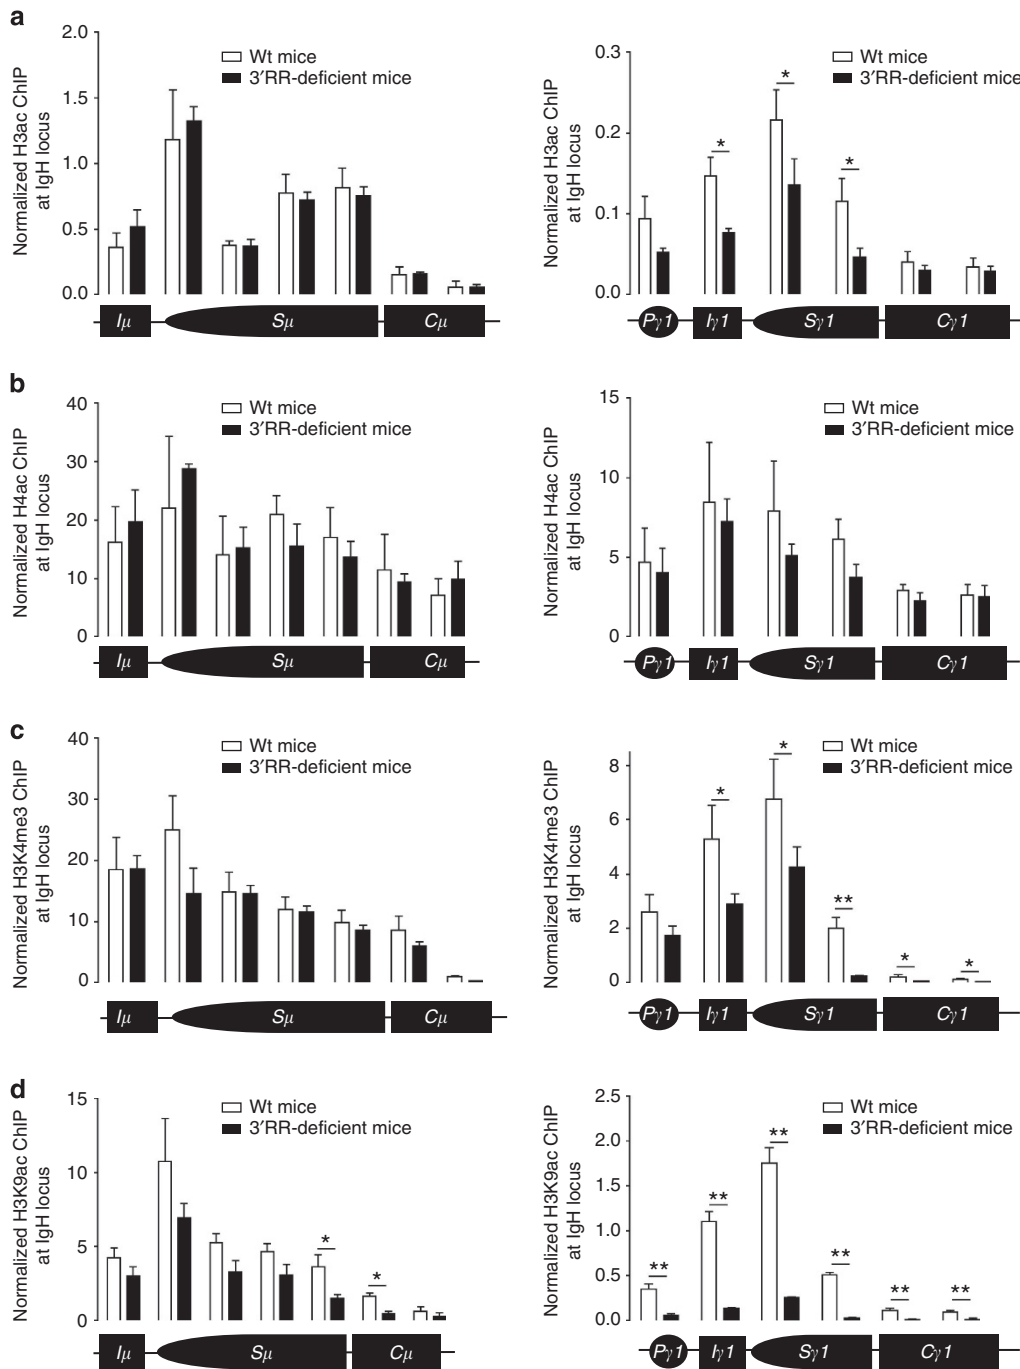 a
2.0
1.5
1.0
0.5
0.0
Normalized H3ac ChIP
at IgH locus
Wt mice
3′RR-deficient mice
Iμ
Sμ
Cμ
0.3
0.2
0.1
0.0
Normalized H3ac ChIP
at IgH locus
Wt mice
3′RR-deficient mice
*
*
*
Pγ1
Iγ1
Sγ1
Cγ1
b
40
30
20
10
0
Normalized H4ac ChIP
at IgH locus
Wt mice
3′RR-deficient mice
Iμ
Sμ
Cμ
15
10
5
0
Normalized H4ac ChIP
at IgH locus
Wt mice
3′RR-deficient mice
Pγ1
Iγ1
Sγ1
Cγ1
c
40
30
20
10
0
Normalized H3K4me3 ChIP
at IgH locus
Wt mice
3′RR-deficient mice
Iμ
Sμ
Cμ
8
6
4
2
0
Normalized H3K4me3 ChIP
at IgH locus
Wt mice
3′RR-deficient mice
*
*
**
*
*
Pγ1
Iγ1
Sγ1
Cγ1
d
15
10
5
0
Normalized H3K9ac ChIP
at IgH locus
Wt mice
3′RR-deficient mice
*
*
Iμ
Sμ
Cμ
2.5
2.0
1.5
1.0
0.5
0.0
Normalized H3K9ac ChIP
at IgH locus
Wt mice
3′RR-deficient mice
**
**
**
**
**
**
Pγ1
Iγ1
Sγ1
Cγ1